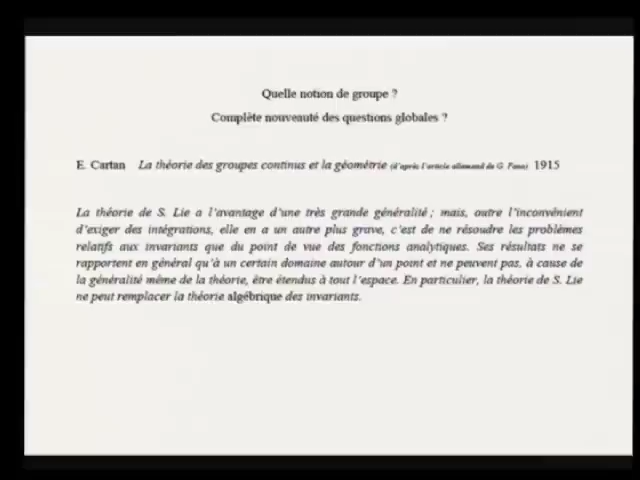 Quelle notion de groupe ?
Complète nouveauté des questions globales ?
E. Cartan La théorie des groupes continus et la géométrie (d'après l'article allemand de G. Fano) 1915
La théorie de S. Lie a l'avantage d'une très grande généralité ; mais, outre l'inconvénient
d'exiger des intégrations, elle en a un autre plus grave, c'est de ne résoudre les problèmes
relatifs aux invariants que du point de vue des fonctions analytiques. Ses résultats ne se
rapportent en général qu'à un certain domaine autour d'un point et ne peuvent pas, à cause de
la généralité même de la théorie, être étendus à tout l'espace. En particulier, la théorie de S. Lie
ne peut remplacer la théorie algébrique des invariants.